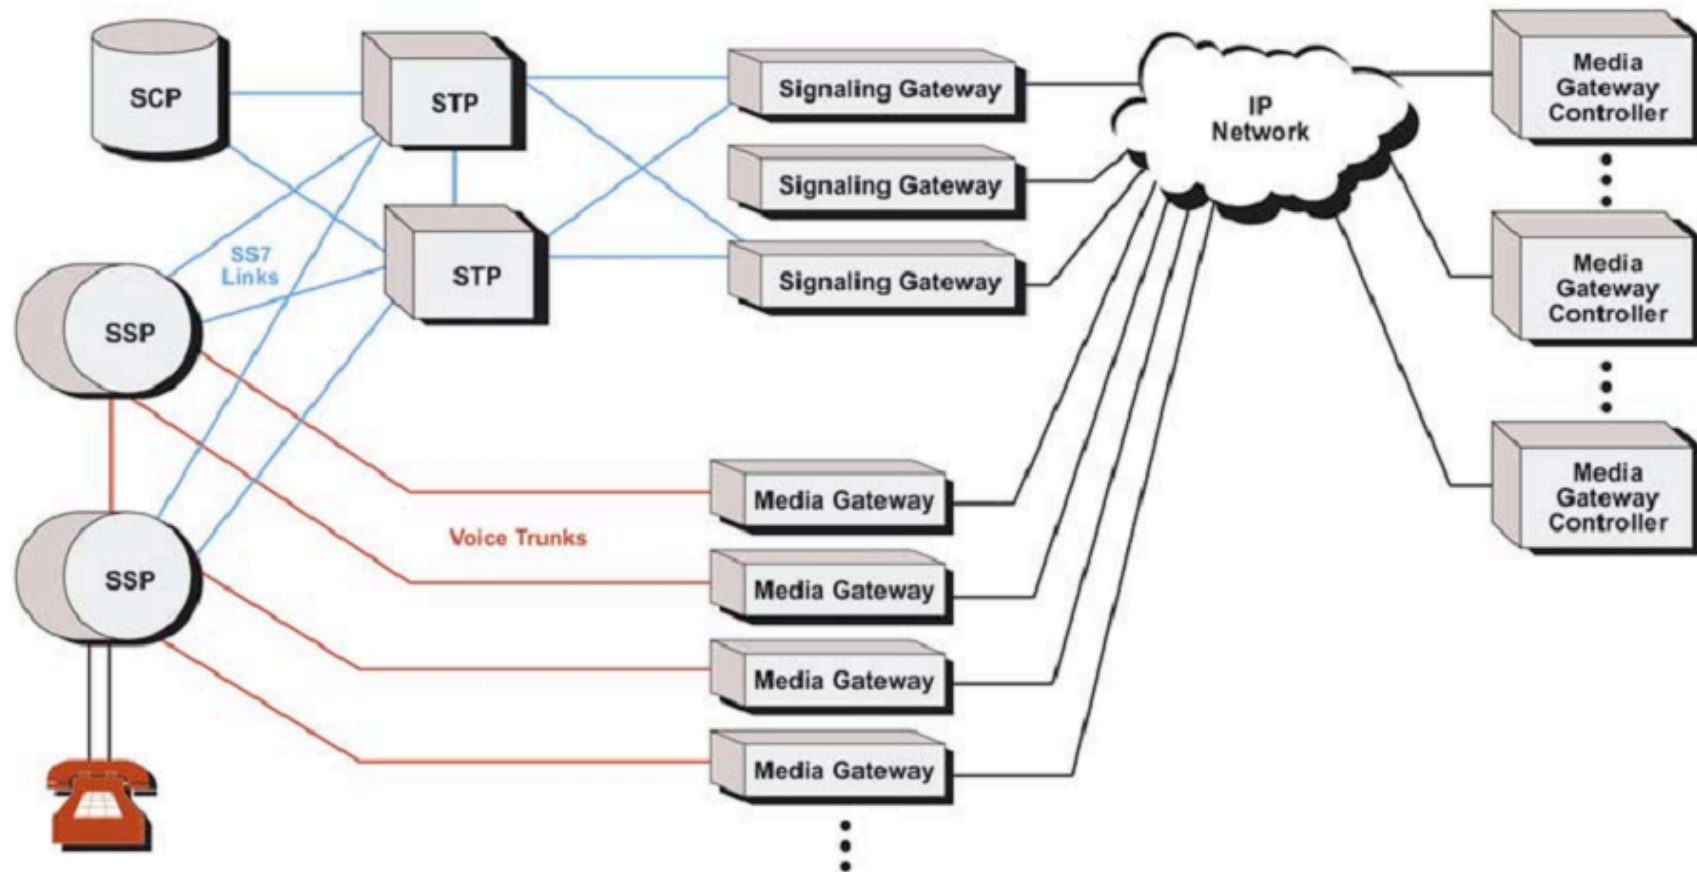 SCP
STP
Signaling Gateway
IP
Network
Media
Gateway
Controller
Signaling Gateway
STP
SS7
Links
Signaling Gateway
Media
Gateway
Controller
SSP
Media
Gateway
Controller
Media Gateway
Voice Trunks
SSP
Media Gateway
Media Gateway
Media Gateway